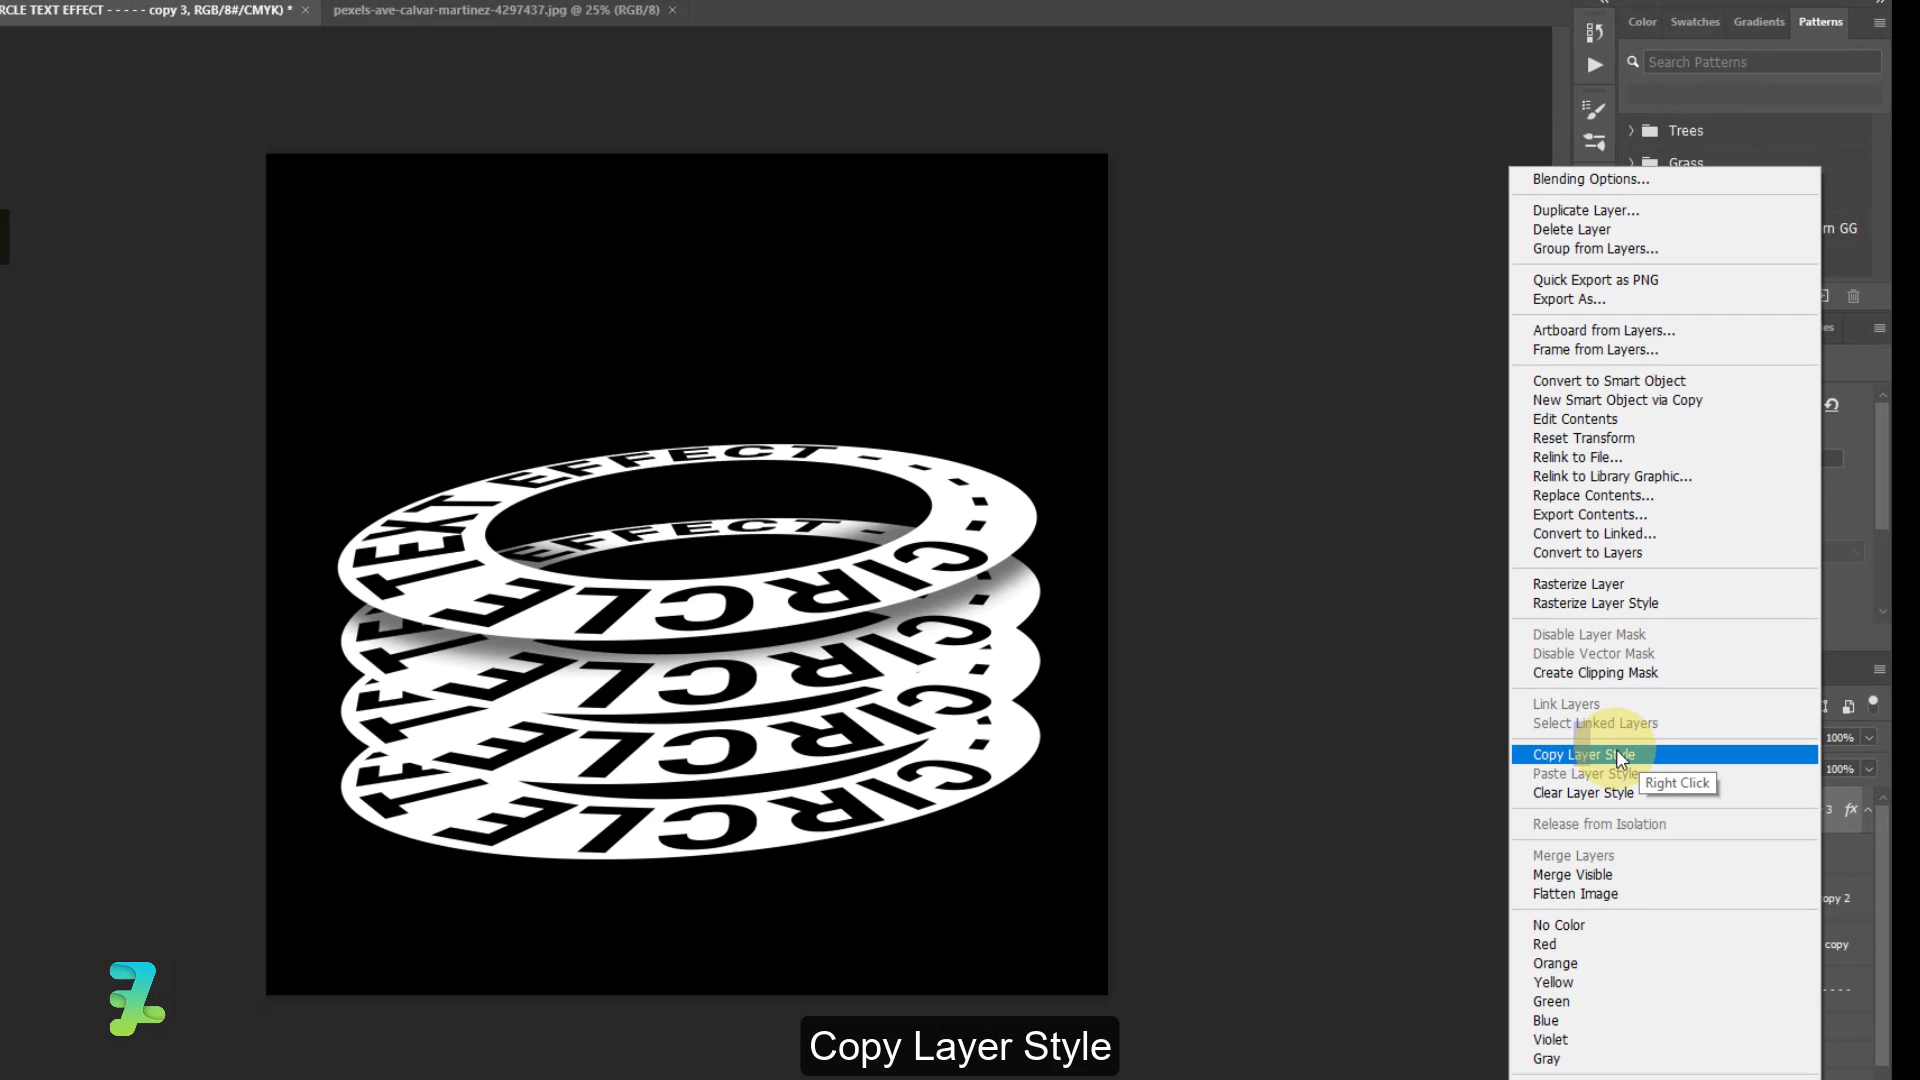 RCLE TEXT EFFECT - - - - - copy 3, RGB/8#/CMYK) * ×
pexels-ave-calvar-martinez-4297437.jpg @ 25% (RGB/8) ×
Color Swatches Gradients Patterns
Search Patterns
Trees
Grass
rn GG
Blending Options...
Duplicate Layer...
Delete Layer
Group from Layers...
Quick Export as PNG
Export As...
Artboard from Layers...
Frame from Layers...
Convert to Smart Object
New Smart Object via Copy
Edit Contents
Reset Transform
Relink to File...
Relink to Library Graphic...
Replace Contents...
Export Contents...
Convert to Linked...
Convert to Layers
Rasterize Layer
Rasterize Layer Style
Disable Layer Mask
Disable Vector Mask
Create Clipping Mask
Link Layers
Select Linked Layers
Copy Layer Style
Paste Layer Style
Clear Layer Style
Right Click
Release from Isolation
Merge Layers
Merge Visible
Flatten Image
No Color
Red
Orange
Yellow
Green
Blue
Violet
Gray
100%
100%
3 fx
opy 2
copy
- - - -
CIRCLE TEXT EFFECT - - - - -
EFFECT -
CIRCLE TE
CIRCLE TE
CIRCLE TE
Copy Layer Style